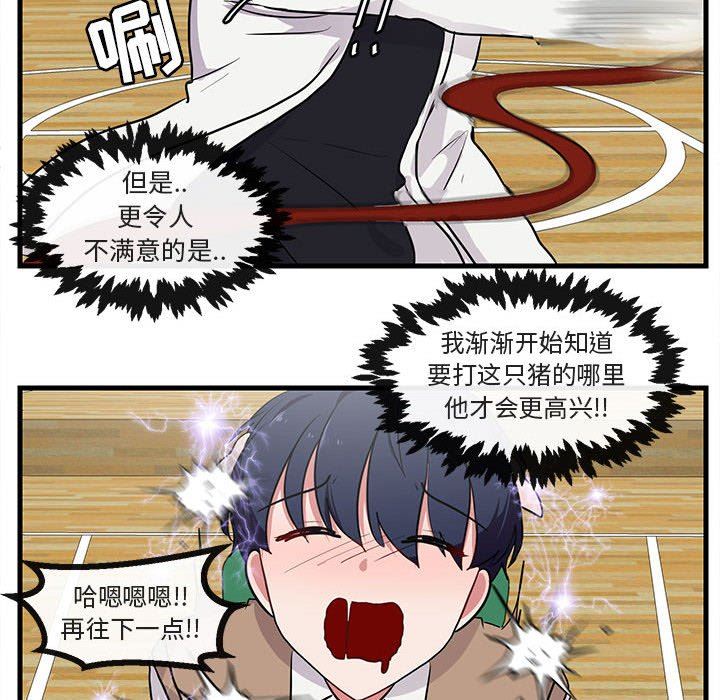 唰
但是..
更令人
不满意的是..
我渐渐开始知道
要打这只猪的哪里
他才会更高兴!!
哈嗯嗯嗯!!
再往下一点!!